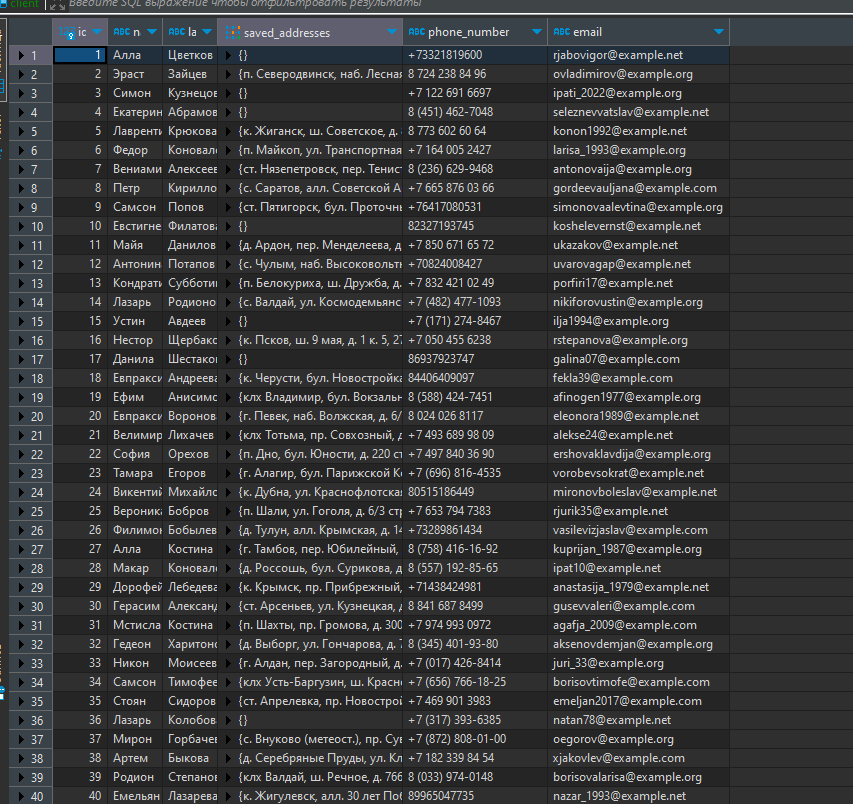 client Введите SQL выражение чтобы отфильтровать результаты
ic ABC n ABC la saved_addresses ABC phone_number ABC email
1 1 Алла Цветков {} +73321819600 rjabovigor@example.net
2 2 Эраст Зайцев {п. Северодвинск, наб. Лесная 8 724 238 84 96 ovladimirov@example.org
3 3 Симон Кузнецов {} +7 122 691 6697 ipati_2022@example.org
4 4 Екатерин Абрамов {} 8 (451) 462-7048 seleznevvatslav@example.net
5 5 Лавренти Крюкова {к. Жиганск, ш. Советское, д. 8 773 602 60 64 konon1992@example.net
6 6 Федор Коновале {п. Майкоп, ул. Транспортная +7 164 005 2427 larisa_1993@example.org
7 7 Вениами Алексеев {ст. Нязепетровск, пер. Тенист 8 (236) 629-9468 antonovaija@example.org
8 8 Петр Кирилло {с. Саратов, алл. Советской А +7 665 876 03 66 gordeevauljana@example.com
9 9 Самсон Попов {ст. Пятигорск, бул. Проточны +76417080531 simonovaalevtina@example.org
10 10 Евстигне Филатова {} 82327193745 koshelevernst@example.net
11 11 Майя Данилов {д. Ардон, пер. Менделеева, д +7 850 671 65 72 ukazakov@example.net
12 12 Антонин Потапов {с. Чулым, наб. Высоковольтн +70824008427 uvarovagap@example.net
13 13 Кондрати Субботи {п. Белокуриха, ш. Дружба, д. +7 832 421 02 49 porfiri17@example.net
14 14 Лазарь Родионо {с. Валдай, ул. Космодемьянс +7 (482) 477-1093 nikiforovustin@example.org
15 15 Устин Авдеев {} +7 (171) 274-8467 ilja1994@example.org
16 16 Нестор Щербако {к. Псков, ш. 9 мая, д. 1 к. 5, 27 +7 050 455 6238 rstepanova@example.org
17 17 Данила Шестаков {} 86937923747 galina07@example.com
18 18 Евпракси Андреева {к. Черусти, бул. Новостройка 84406409097 fekla39@example.com
19 19 Ефим Анисимо {клх Владимир, бул. Вокзальн 8 (588) 424-7451 afinogen1977@example.org
20 20 Евпракси Воронов {г. Певек, наб. Волжская, д. 6/ 8 024 026 8117 eleonora1989@example.net
21 21 Велимир Лихачев {клх Тотьма, пр. Совхозный, д +7 493 689 98 09 alekse24@example.net
22 22 София Орехов {п. Дно, бул. Юности, д. 220 ст +7 497 840 36 90 ershovaklavdija@example.org
23 23 Тамара Егоров {г. Алагир, бул. Парижской Ко +7 (696) 816-4535 vorobevsokrat@example.net
24 24 Викентий Михайло {к. Дубна, ул. Краснофлотская 80515186449 mironovboleslav@example.net
25 25 Вероника Бобров {п. Шали, ул. Гоголя, д. 6/3 стр +7 653 794 7383 rjurik35@example.net
26 26 Филимон Бобылев {д. Тулун, алл. Крымская, д. 14 +73289861434 vasilevizjaslav@example.com
27 27 Алла Костина {г. Тамбов, пер. Юбилейный, 8 (758) 416-16-92 kuprijan_1987@example.org
28 28 Макар Коновале {д. Россошь, бул. Сурикова, д 8 (557) 192-85-65 ipat10@example.net
29 29 Дорофей Лебедева {к. Крымск, пр. Прибрежный, +71438424981 anastasija_1979@example.net
30 30 Герасим Александ {ст. Арсеньев, ул. Кузнецкая, д 8 841 687 8499 gusevvaleri@example.com
31 31 Мстисла Костина {п. Шахты, пр. Громова, д. 300 +7 974 993 0972 agafja_2009@example.com
32 32 Гедеон Харитоно {д. Выборг, ул. Гончарова, д. 7 8 (345) 401-93-80 aksenovdemjan@example.org
33 33 Никон Моисеев {г. Алдан, пер. Загородный, д. +7 (017) 426-8414 juri_33@example.org
34 34 Самсон Тимофее {клх Усть-Баргузин, ш. Красно +7 (656) 766-18-25 borisovtimofe@example.com
35 35 Стоян Сидоров {ст. Апрелевка, пр. Новострой +7 469 901 3983 emeljan2017@example.com
36 36 Лазарь Колобов {} +7 (317) 393-6385 natan78@example.net
37 37 Мирон Горбачев {с. Внуково (метеост.), пр. Сув +7 (872) 808-01-00 oegorov@example.org
38 38 Артем Быкова {д. Серебряные Пруды, ул. Кл +7 182 339 84 54 xjakovlev@example.com
39 39 Родион Степанов {клх Валдай, ш. Речное, д. 766 8 (033) 974-0148 borisovalarisa@example.org
40 40 Емельян Лазарева {к. Жигулевск, алл. 30 лет Поб 89965047735 nazar_1993@example.net